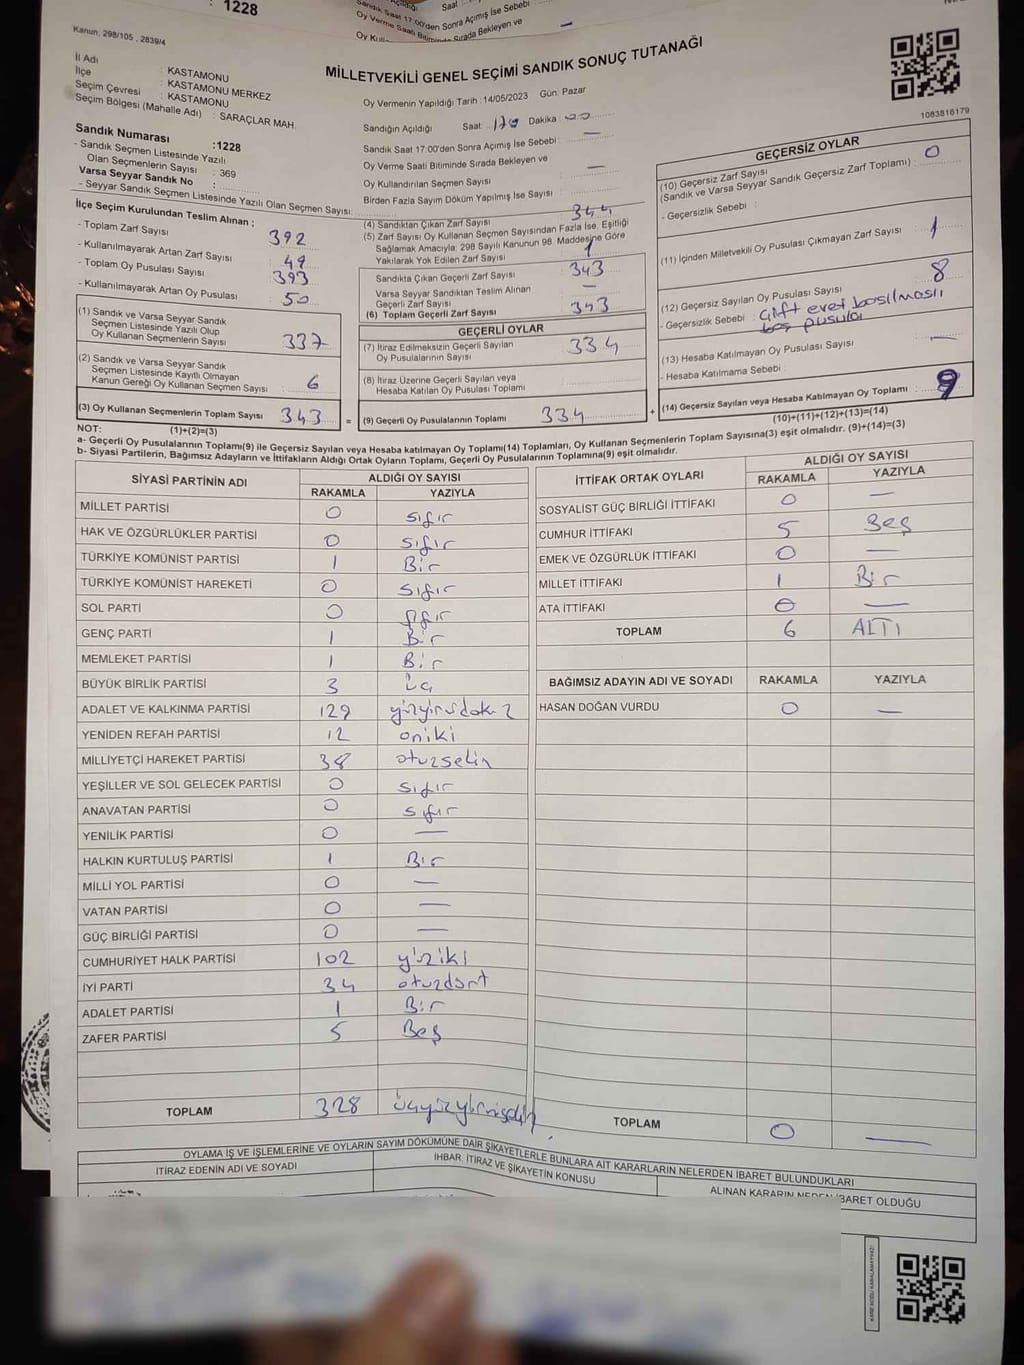 : 1228
Sandık Saat 17.00'den Sonra Açımış İse Sebebi
Oy Verme Saati Bitiminde Sırada Bekleyen ve
Kanun: 298/105 , 2839/4
MİLLETVEKİLİ GENEL SEÇİMİ SANDIK SONUÇ TUTANAĞI
1083816179
İl Adı : KASTAMONU
İlçe : KASTAMONU MERKEZ
Seçim Çevresi : KASTAMONU
Seçim Bölgesi (Mahalle Adı) : SARAÇLAR MAH.
Sandık Numarası :1228
- Sandık Seçmen Listesinde Yazılı
Olan Seçmenlerin Sayısı : 369
Varsa Seyyar Sandık No :
- Seyyar Sandık Seçmen Listesinde Yazılı Olan Seçmen Sayısı:
Oy Vermenin Yapıldığı Tarih :14/05/2023 Gün: Pazar
Sandığın Açıldığı Saat: Dakika :
Sandık Saat 17.00'den Sonra Açımış İse Sebebi : —
Oy Verme Saati Bitiminde Sırada Bekleyen ve
Oy Kullandırılan Seçmen Sayısı : —
Birden Fazla Sayım Döküm Yapılmış İse Sayısı :
İlçe Seçim Kurulundan Teslim Alınan ;
- Toplam Zarf Sayısı : 392
- Kullanılmayarak Artan Zarf Sayısı : 49
- Toplam Oy Pusulası Sayısı : 393
- Kullanılmayarak Artan Oy Pusulası : 50
(1) Sandık ve Varsa Seyyar Sandık
Seçmen Listesinde Yazılı Olup
Oy Kullanan Seçmenlerin Sayısı : 337
(2) Sandık ve Varsa Seyyar Sandık
Seçmen Listesinde Kayıtlı Olmayan
Kanun Gereği Oy Kullanan Seçmen Sayısı : 6
(3) Oy Kullanan Seçmenlerin Toplam Sayısı : 343
(1)+(2)=(3)
(4) Sandıktan Çıkan Zarf Sayısı : 344
(5) Zarf Sayısı Oy Kullanan Seçmen Sayısından Fazla İse, Eşitliği
Sağlamak Amacıyla; 298 Sayılı Kanunun 98. Maddesine Göre
Yakılarak Yok Edilen Zarf Sayısı : 1
Sandıkta Çıkan Geçerli Zarf Sayısı : 343
Varsa Seyyar Sandıktan Teslim Alınan
Geçerli Zarf Sayısı : —
(6) Toplam Geçerli Zarf Sayısı : 343
GEÇERLİ OYLAR
(7) İtiraz Edilmeksizin Geçerli Sayılan
Oy Pusulalarının Sayısı : 334
(8) İtiraz Üzerine Geçerli Sayılan veya
Hesaba Katılan Oy Pusulası Toplamı :
= (9) Geçerli Oy Pusulalarının Toplamı : 334 +
GEÇERSİZ OYLAR
(10) Geçersiz Zarf Sayısı
(Sandık ve Varsa Seyyar Sandık Geçersiz Zarf Toplamı) : 0
- Geçersizlik Sebebi :
(11) İçinden Milletvekili Oy Pusulası Çıkmayan Zarf Sayısı : 1
(12) Geçersiz Sayılan Oy Pusulası Sayısı : 8
- Geçersizlik Sebebi : Çift evet basılması
boş pusula
(13) Hesaba Katılmayan Oy Pusulası Sayısı : —
- Hesaba Katılmama Sebebi :
(14) Geçersiz Sayılan veya Hesaba Katılmayan Oy Toplamı : 9
(10)+(11)+(12)+(13)=(14)
NOT:
a- Geçerli Oy Pusulalarının Toplamı(9) ile Geçersiz Sayılan veya Hesaba katılmayan Oy Toplamı(14) Toplamları, Oy Kullanan Seçmenlerin Toplam Sayısına(3) eşit olmalıdır. (9)+(14)=(3)
b- Siyasi Partilerin, Bağımsız Adayların ve İttifakların Aldığı Ortak Oyların Toplamı, Geçerli Oy Pusulalarının Toplamına(9) eşit olmalıdır.
SİYASİ PARTİNİN ADI ALDIĞI OY SAYISI
RAKAMLA YAZIYLA
MİLLET PARTİSİ 0 sıfır
HAK VE ÖZGÜRLÜKLER PARTİSİ 0 sıfır
TÜRKİYE KOMÜNİST PARTİSİ 1 Bir
TÜRKİYE KOMÜNİST HAREKETİ 0 sıfır
SOL PARTİ 0 sıfır
GENÇ PARTİ 1 Bir
MEMLEKET PARTİSİ 1 Bir
BÜYÜK BİRLİK PARTİSİ 3 üç
ADALET VE KALKINMA PARTİSİ 129
YENİDEN REFAH PARTİSİ 12 oniki
MİLLİYETÇİ HAREKET PARTİSİ 38
YEŞİLLER VE SOL GELECEK PARTİSİ 0 sıfır
ANAVATAN PARTİSİ 0 sıfır
YENİLİK PARTİSİ 0 —
HALKIN KURTULUŞ PARTİSİ 1 Bir
MİLLİ YOL PARTİSİ 0 —
VATAN PARTİSİ 0 —
GÜÇ BİRLİĞİ PARTİSİ 0 —
CUMHURİYET HALK PARTİSİ 102 yüziki
İYİ PARTİ 34 otuzdört
ADALET PARTİSİ 1 Bir
ZAFER PARTİSİ 5 Beş
TOPLAM 328
İTTİFAK ORTAK OYLARI ALDIĞI OY SAYISI
RAKAMLA YAZIYLA
SOSYALİST GÜÇ BİRLİĞİ İTTİFAKI 0 —
CUMHUR İTTİFAKI 5 Beş
EMEK VE ÖZGÜRLÜK İTTİFAKI 0 —
MİLLET İTTİFAKI 1 Bir
ATA İTTİFAKI 0 —
TOPLAM 6 ALTI
BAĞIMSIZ ADAYIN ADI VE SOYADI RAKAMLA YAZIYLA
HASAN DOĞAN VURDU 0 —
TOPLAM 0 —
OYLAMA İŞ VE İŞLEMLERİNE VE OYLARIN SAYIM DÖKÜMÜNE DAİR ŞİKAYETLERLE BUNLARA AİT KARARLARIN NELERDEN İBARET BULUNDUKLARI
İTİRAZ EDENİN ADI VE SOYADI İHBAR, İTİRAZ VE ŞİKAYETİN KONUSU ALINAN KARARIN NEDEN İBARET OLDUĞU
KARE KODU KARALAMAYINIZ!